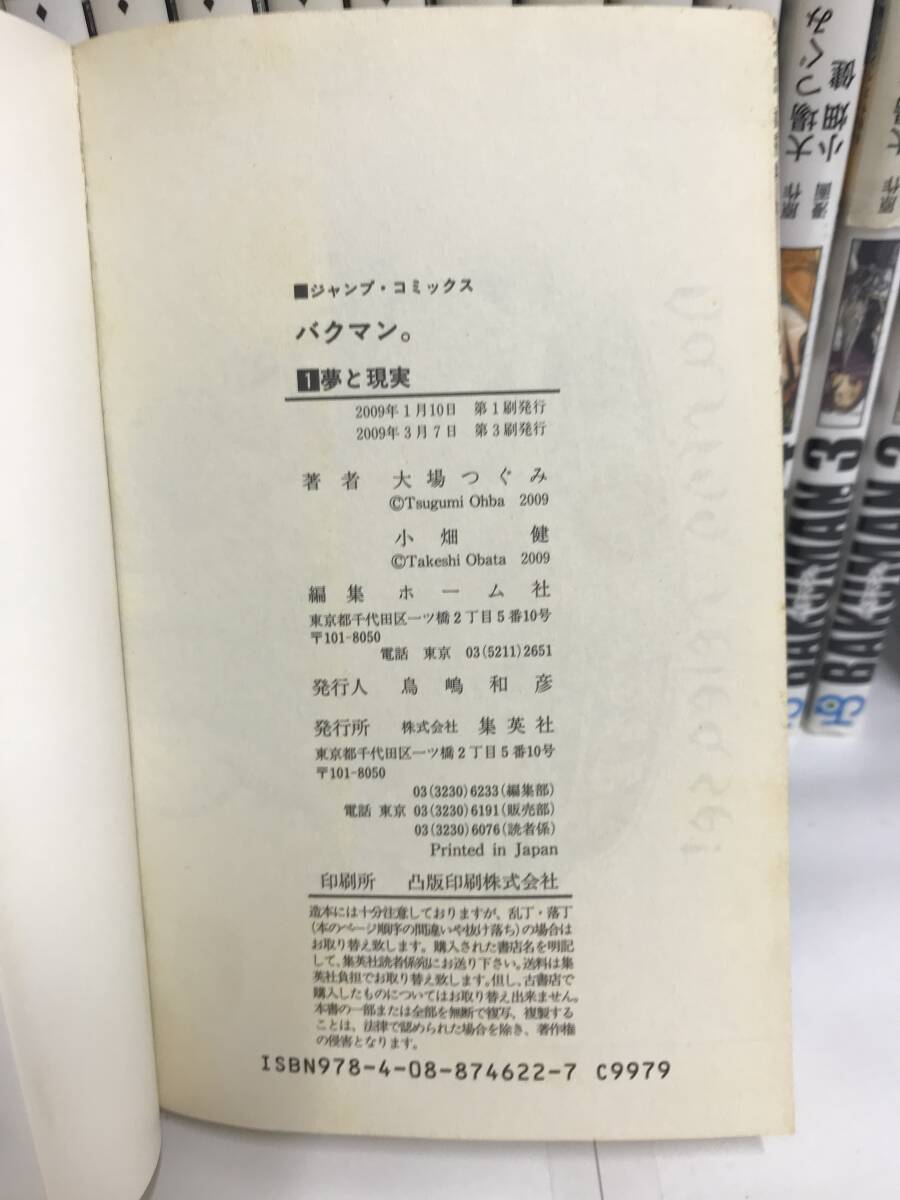 ■ジャンプ・コミックス
バクマン。
1夢と現実
2009年1月10日 第1刷発行
2009年3月7日 第3刷発行
著者 大場つぐみ
©Tsugumi Ohba 2009
小畑 健
©Takeshi Obata 2009
編集 ホーム社
東京都千代田区一ツ橋2丁目5番10号
〒101-8050
電話 東京 03(5211)2651
発行人 鳥嶋和彦
発行所 株式会社 集英社
東京都千代田区一ツ橋2丁目5番10号
〒101-8050
03(3230)6233(編集部)
電話 東京 03(3230)6191(販売部)
03(3230)6076(読者係)
Printed in Japan
印刷所 凸版印刷株式会社
造本には十分注意しておりますが、乱丁・落丁
(本のページ順序の間違いや抜け落ち)の場合は
お取り替え致します。購入された書店名を明記
して、集英社読者係宛にお送り下さい。送料は集
英社負担でお取り替え致します。但し、古書店で
購入したものについてはお取り替え出来ません。
本書の一部または全部を無断で複写、複製する
ことは、法律で認められた場合を除き、著作権
の侵害となります。
ISBN978-4-08-874622-7 C9979
原作 大場つぐみ
漫画 小畑 健
BAKUMAN 3
原作
BAKUMAN 2